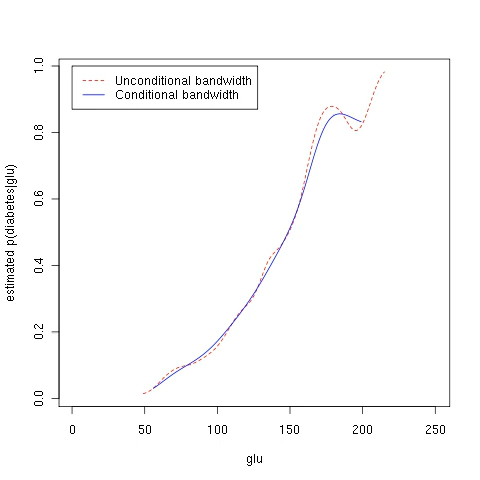 Unconditional bandwidth
Conditional bandwidth
estimated p(diabetes|glu)
1.0
0.8
0.6
0.4
0.2
0.0
0 50 100 150 200 250
glu